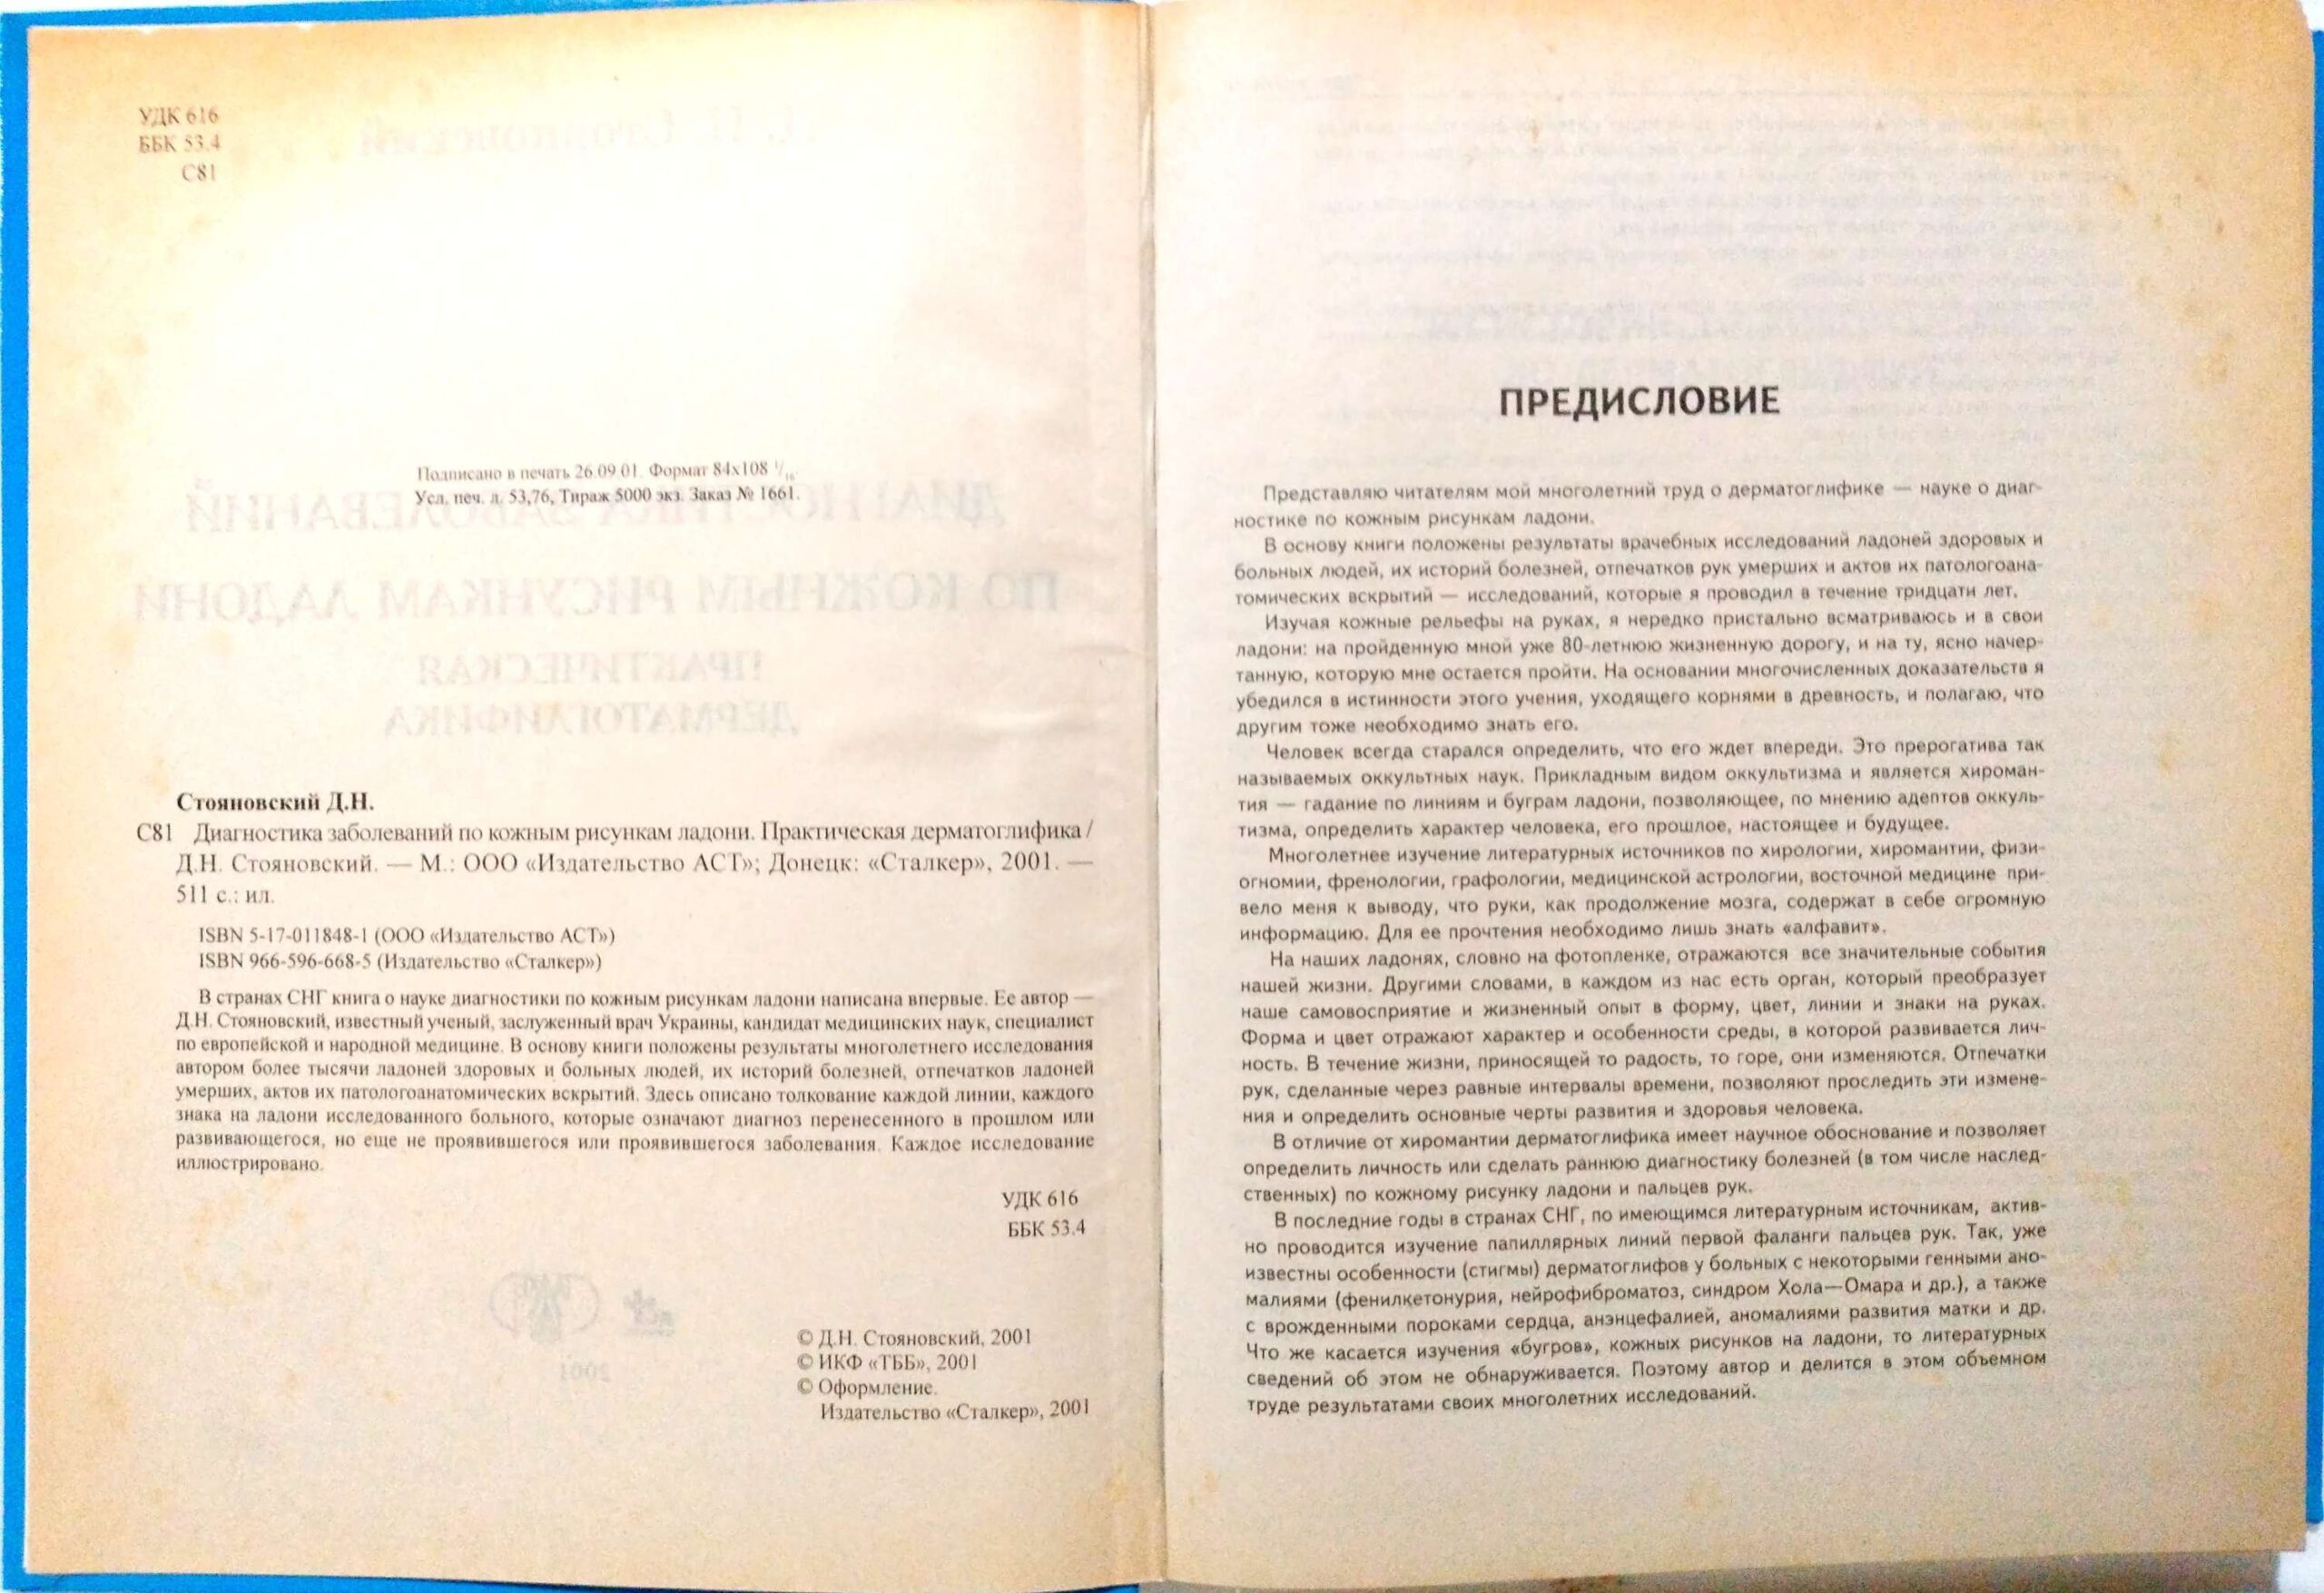 УДК 616
ББК 53.4
С81
Подписано в печать 26.09.01. Формат 84х108 1/16.
Усл. печ. л. 53,76, Тираж 5000 экз. Заказ № 1661.
Стояновский Д.Н.
С81 Диагностика заболеваний по кожным рисункам ладони. Практическая дерматоглифика /
Д.Н. Стояновский. — М.: ООО «Издательство АСТ»; Донецк: «Сталкер», 2001. —
511 с.: ил.
ISBN 5-17-011848-1 (ООО «Издательство АСТ»)
ISBN 966-596-668-5 (Издательство «Сталкер»)
В странах СНГ книга о науке диагностики по кожным рисункам ладони написана впервые. Ее автор —
Д.Н. Стояновский, известный ученый, заслуженный врач Украины, кандидат медицинских наук, специалист
по европейской и народной медицине. В основу книги положены результаты многолетнего исследования
автором более тысячи ладоней здоровых и больных людей, их историй болезней, отпечатков ладоней
умерших, актов их патологоанатомических вскрытий. Здесь описано толкование каждой линии, каждого
знака на ладони исследованного больного, которые означают диагноз перенесенного в прошлом или
развивающегося, но еще не проявившегося или проявившегося заболевания. Каждое исследование
иллюстрировано.
УДК 616
ББК 53.4
© Д.Н. Стояновский, 2001
© ИКФ «ТББ», 2001
© Оформление.
Издательство «Сталкер», 2001
ПРЕДИСЛОВИЕ
Представляю читателям мой многолетний труд о дерматоглифике — науке о диаг-
ностике по кожным рисункам ладони.
В основу книги положены результаты врачебных исследований ладоней здоровых и
больных людей, их историй болезней, отпечатков рук умерших и актов их патологоана-
томических вскрытий — исследований, которые я проводил в течение тридцати лет.
Изучая кожные рельефы на руках, я нередко пристально всматриваюсь и в свои
ладони: на пройденную мной уже 80-летнюю жизненную дорогу, и на ту, ясно начер-
танную, которую мне остается пройти. На основании многочисленных доказательств я
убедился в истинности этого учения, уходящего корнями в древность, и полагаю, что
другим тоже необходимо знать его.
Человек всегда старался определить, что его ждет впереди. Это прерогатива так
называемых оккультных наук. Прикладным видом оккультизма и является хироман-
тия — гадание по линиям и буграм ладони, позволяющее, по мнению адептов оккуль-
тизма, определить характер человека, его прошлое, настоящее и будущее.
Многолетнее изучение литературных источников по хирологии, хиромантии, физи-
огномии, френологии, графологии, медицинской астрологии, восточной медицине при-
вело меня к выводу, что руки, как продолжение мозга, содержат в себе огромную
информацию. Для ее прочтения необходимо лишь знать «алфавит».
На наших ладонях, словно на фотопленке, отражаются все значительные события
нашей жизни. Другими словами, в каждом из нас есть орган, который преобразует
наше самовосприятие и жизненный опыт в форму, цвет, линии и знаки на руках.
Форма и цвет отражают характер и особенности среды, в которой развивается лич-
ность. В течение жизни, приносящей то радость, то горе, они изменяются. Отпечатки
рук, сделанные через равные интервалы времени, позволяют проследить эти измене-
ния и определить основные черты развития и здоровья человека.
В отличие от хиромантии дерматоглифика имеет научное обоснование и позволяет
определить личность или сделать раннюю диагностику болезней (в том числе наслед-
ственных) по кожному рисунку ладони и пальцев рук.
В последние годы в странах СНГ, по имеющимся литературным источникам, актив-
но проводится изучение папиллярных линий первой фаланги пальцев рук. Так, уже
известны особенности (стигмы) дерматоглифов у больных с некоторыми генными ано-
малиями (фенилкетонурия, нейрофиброматоз, синдром Хола—Омара и др.), а также
с врожденными пороками сердца, анэнцефалией, аномалиями развития матки и др.
Что же касается изучения «бугров», кожных рисунков на ладони, то литературных
сведений об этом не обнаруживается. Поэтому автор и делится в этом объемном
труде результатами своих многолетних исследований.